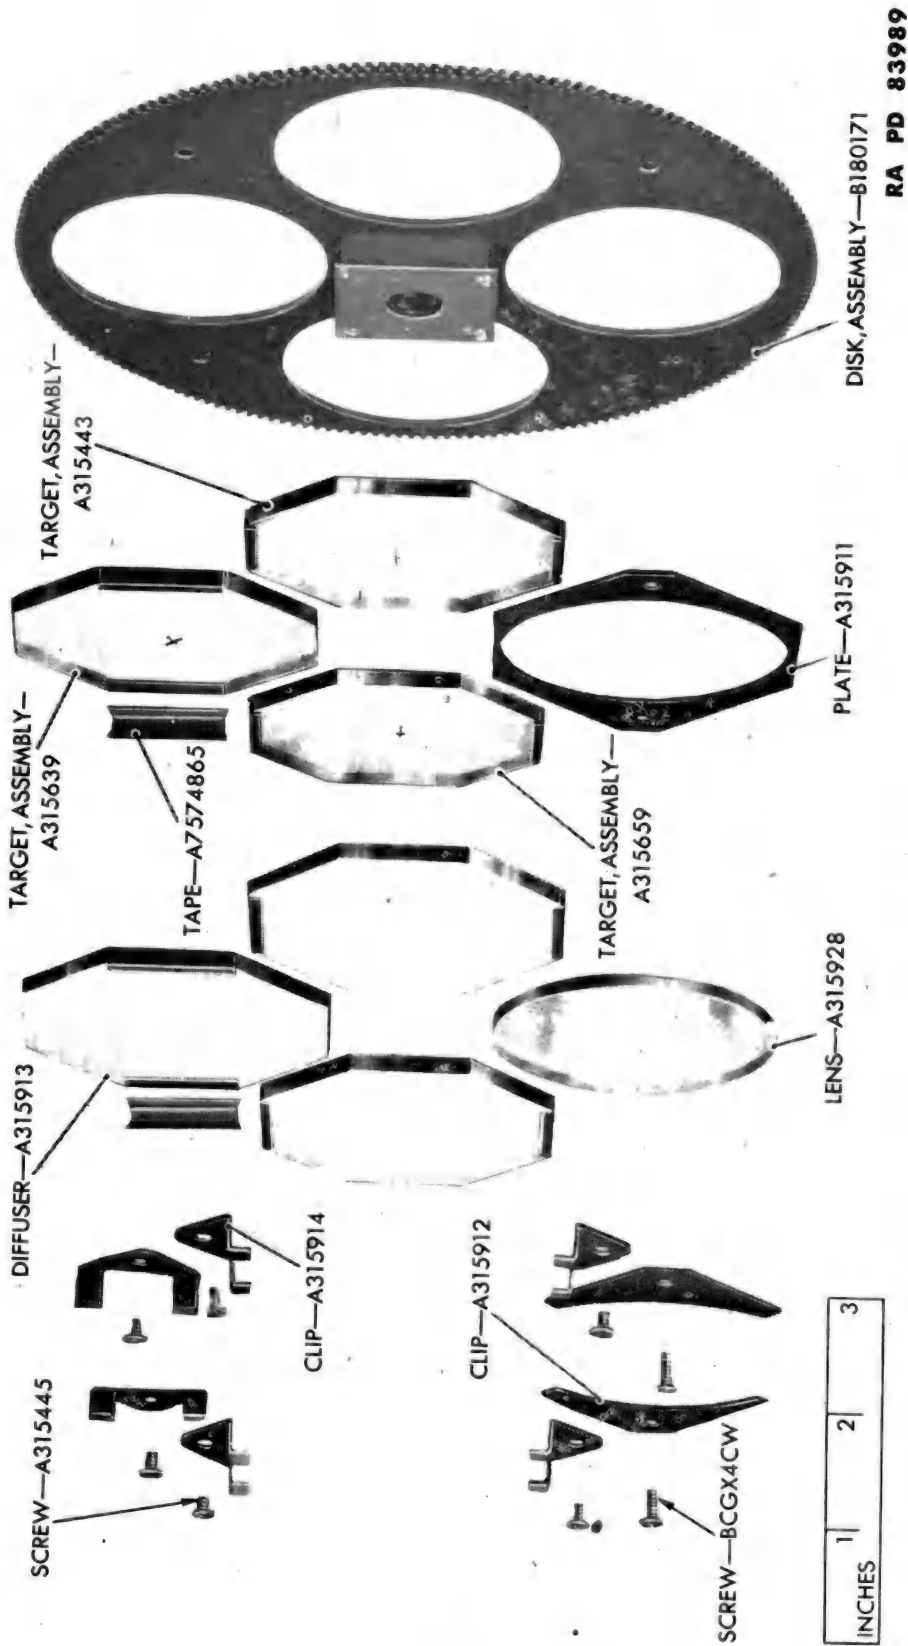 SCREW—A315445
DIFFUSER—A315913
TARGET, ASSEMBLY—
A315639
TARGET, ASSEMBLY—
A315443
TAPE—A7574865
CLIP—A315914
CLIP—A315912
TARGET, ASSEMBLY—
A315659
SCREW—BCGX4CW
LENS—A315928
PLATE—A315911
DISK, ASSEMBLY—B180171
INCHES 1 2 3
RA PD 83989